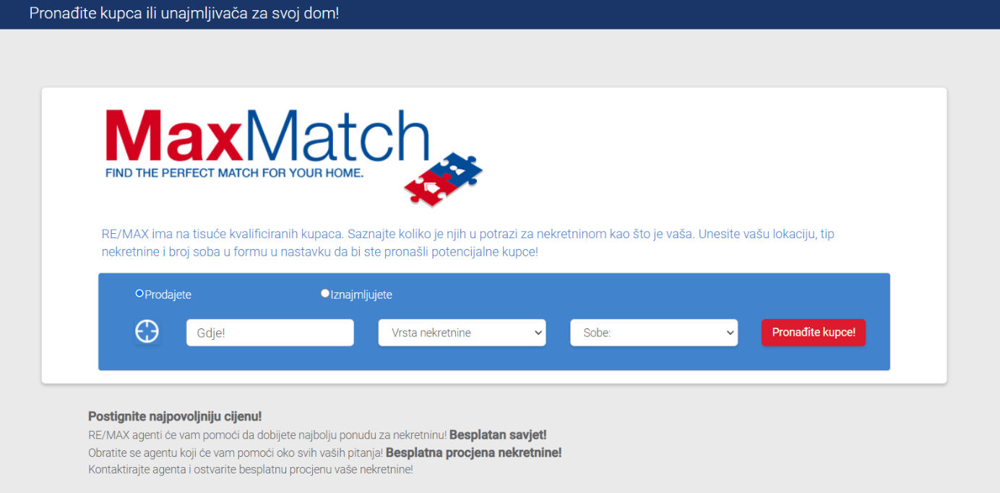 Pronađite kupca ili unajmljivača za svoj dom!
MaxMatch
FIND THE PERFECT MATCH FOR YOUR HOME.
RE/MAX ima na tisuće kvalificiranih kupaca. Saznajte koliko je njih u potrazi za nekretninom kao što je vaša. Unesite vašu lokaciju, tip
nekretnine i broj soba u formu u nastavku da bi ste pronašli potencijalne kupce!
Prodajete Iznajmljujete
Gdje! Vrsta nekretnine Sobe: Pronađite kupce!
Postignite najpovoljniju cijenu!
RE/MAX agenti će vam pomoći da dobijete najbolju ponudu za nekretninu! Besplatan savjet!
Obratite se agentu koji će vam pomoći oko svih vaših pitanja! Besplatna procjena nekretnine!
Kontaktirajte agenta i ostvarite besplatnu procjenu vaše nekretnine!